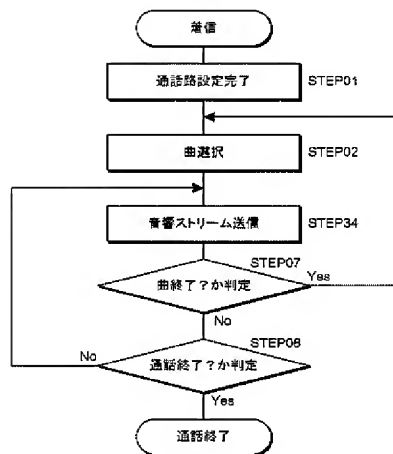 着信
通話路設定完了 STEP01
曲選択 STEP02
音響ストリーム送信 STEP34
STEP07
曲終了?か判定 Yes
No
STEP08
No 通話終了?か判定
Yes
通話終了